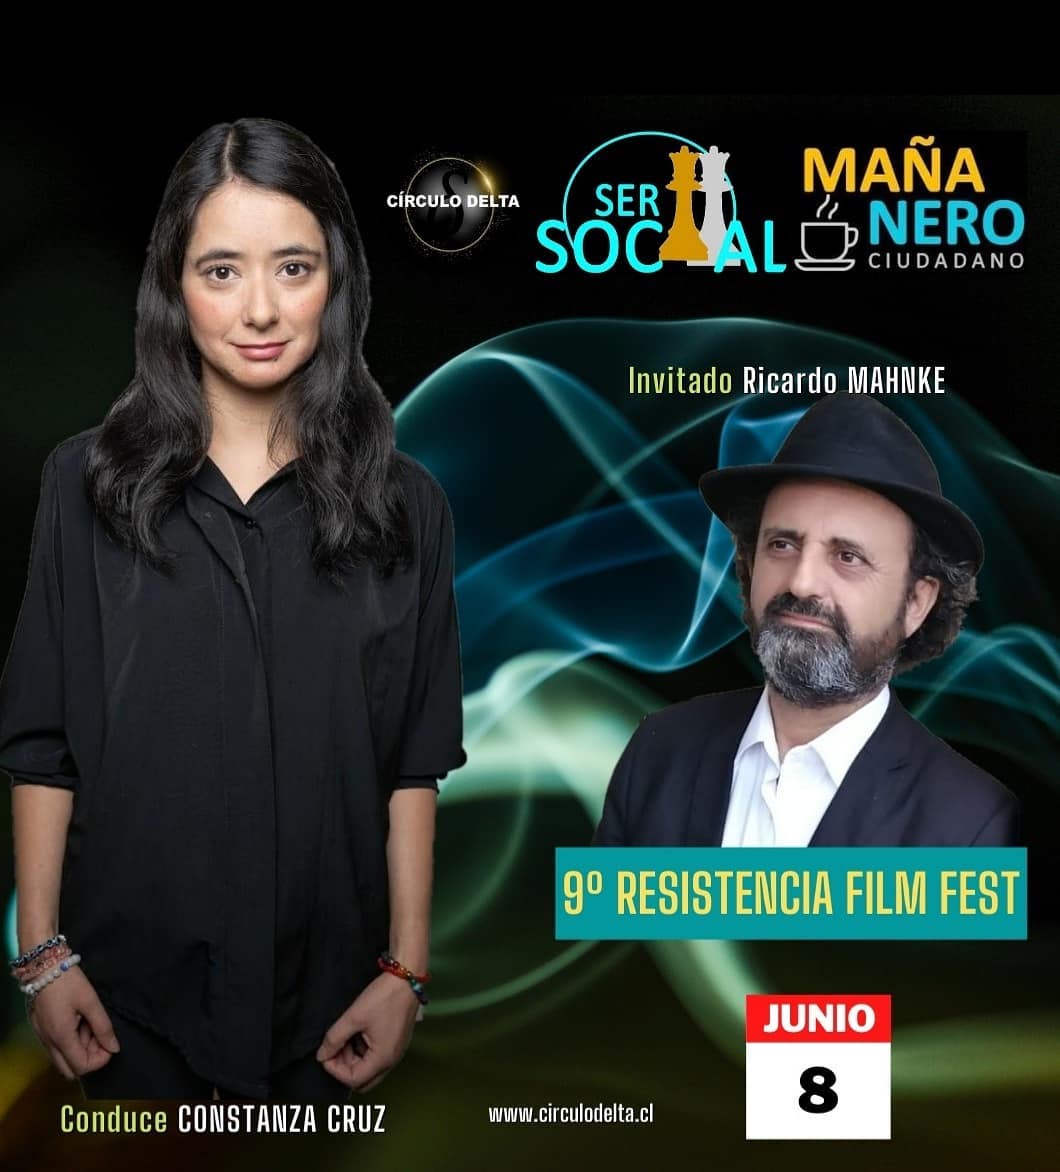 CÍRCULO DELTA
SER
SOCIAL
MAÑA
NERO
CIUDADANO
Invitado Ricardo MAHNKE
9º RESISTENCIA FILM FEST
JUNIO
8
Conduce CONSTANZA CRUZ
www.circulodelta.cl